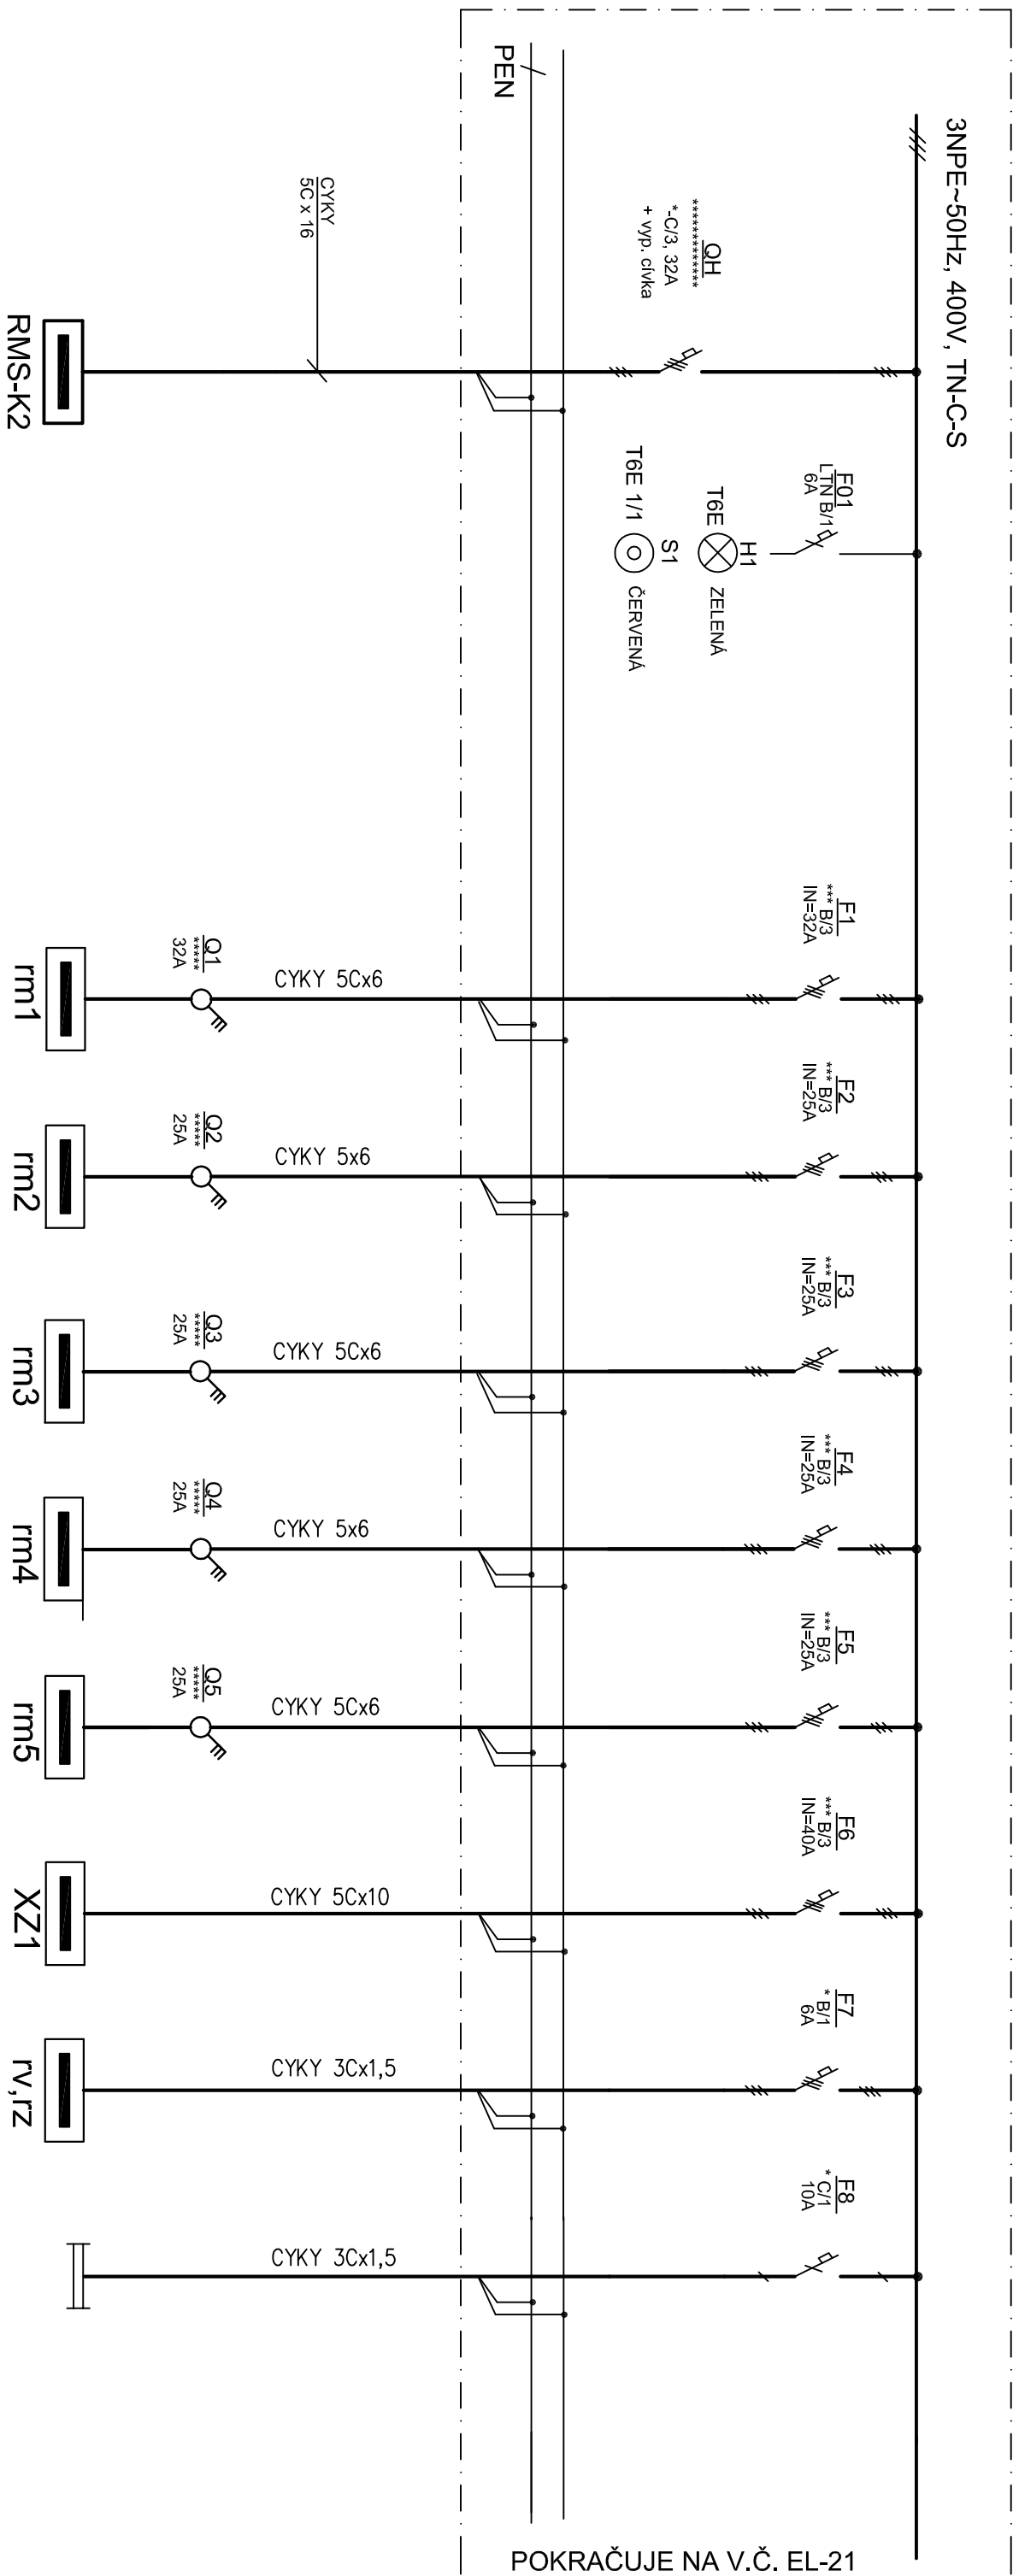 3NPE~50Hz, 400V, TN-C-S
PEN
QH
**************
*-C/3, 32A
+ vyp. cívka
CYKY
5C x 16
RMS-K2
F01
LTN B/1
6A
H1
T6E
ZELENÁ
S1
T6E 1/1
ČERVENÁ
F1
*** B/3
IN=32A
CYKY 5Cx6
Q1
*****
32A
rm1
F2
*** B/3
IN=25A
CYKY 5x6
Q2
*****
25A
rm2
F3
*** B/3
IN=25A
CYKY 5Cx6
Q3
*****
25A
rm3
F4
*** B/3
IN=25A
CYKY 5x6
Q4
*****
25A
rm4
F5
*** B/3
IN=25A
CYKY 5Cx6
Q5
*****
25A
rm5
F6
*** B/3
IN=40A
CYKY 5Cx10
XZ1
F7
* B/1
6A
CYKY 3Cx1,5
rv,rz
F8
* C/1
10A
CYKY 3Cx1,5
POKRAČUJE NA V.Č. EL-21